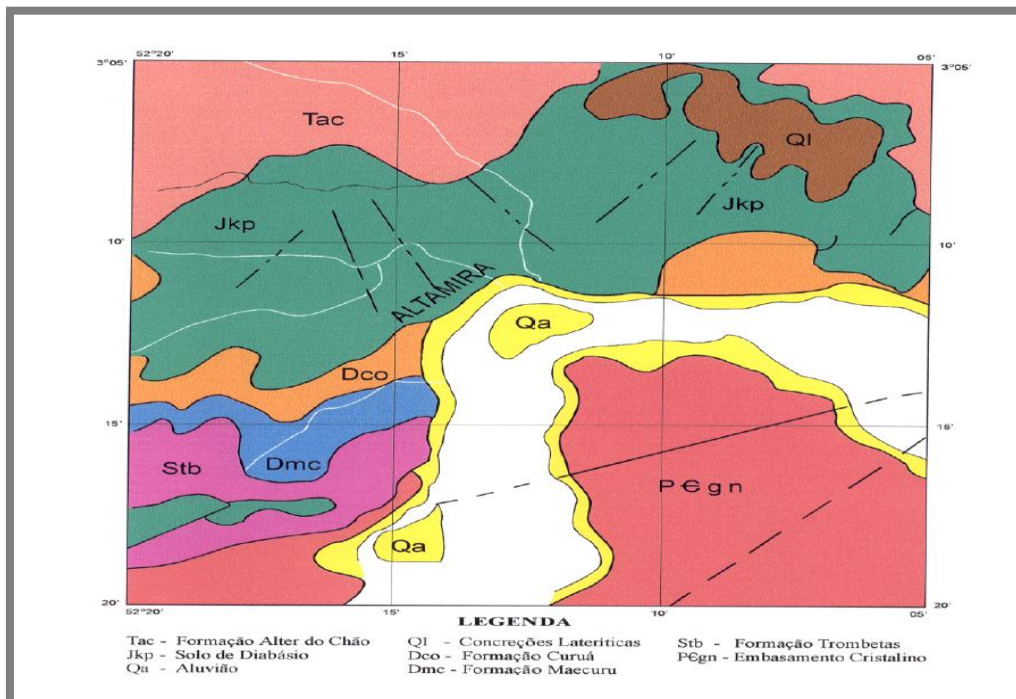 52°20' 15' 10' 05'
3°05' 3°05'
Tac
Ql
Jkp Jkp
10' 10'
ALTAMIRA
Qa
Dco
15' 15'
Stb Dmc
PЄgn
Qa
20' 20'
52°20' 15' 10' 05'
LEGENDA
Tac - Formação Alter do Chão Ql - Concreções Lateríticas Stb - Formação Trombetas
Jkp - Solo de Diabásio Dco - Formação Curuá PЄgn - Embasamento Cristalino
Qa - Aluvião Dmc - Formação Maecuru